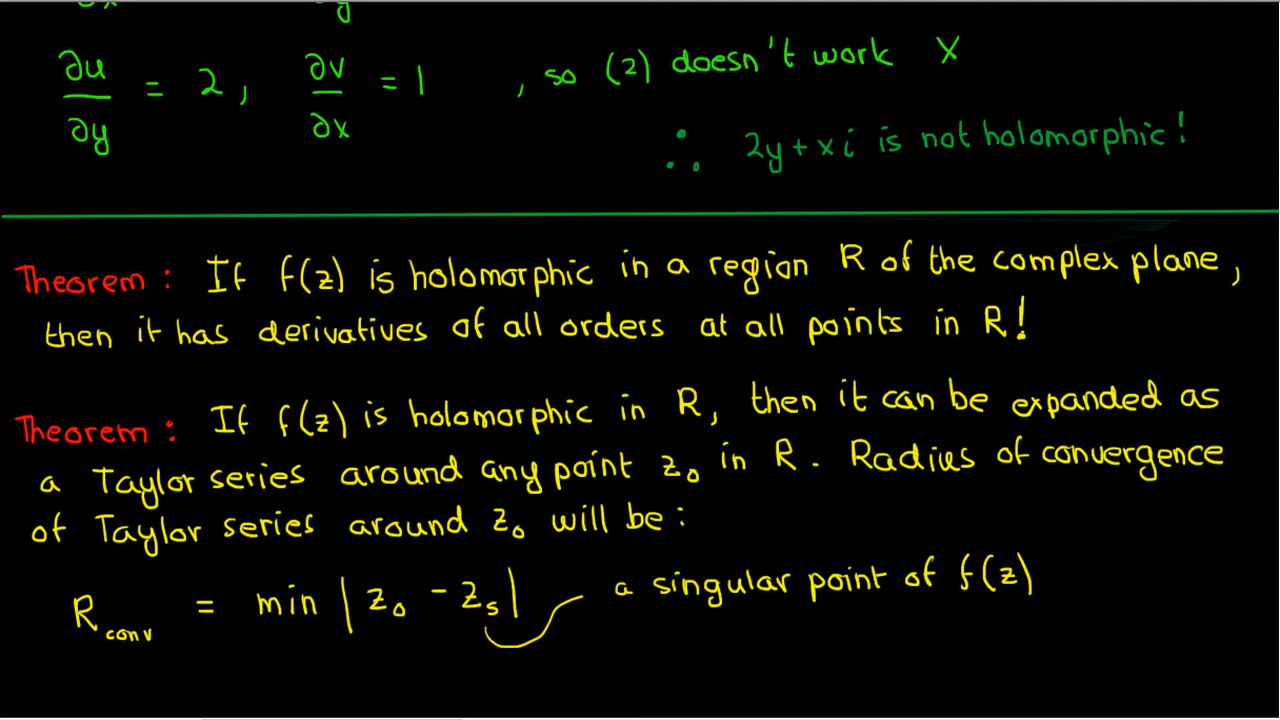 ∂x ∂y
∂u/∂y = 2, ∂v/∂x = 1 , so (2) doesn't work X
∴ 2y + xi is not holomorphic!
Theorem: If f(z) is holomorphic in a region R of the complex plane,
then it has derivatives of all orders at all points in R!
Theorem: If f(z) is holomorphic in R, then it can be expanded as
a Taylor series around any point z₀ in R. Radius of convergence
of Taylor series around z₀ will be:
R_conv = min |z₀ - z_s| a singular point of f(z)